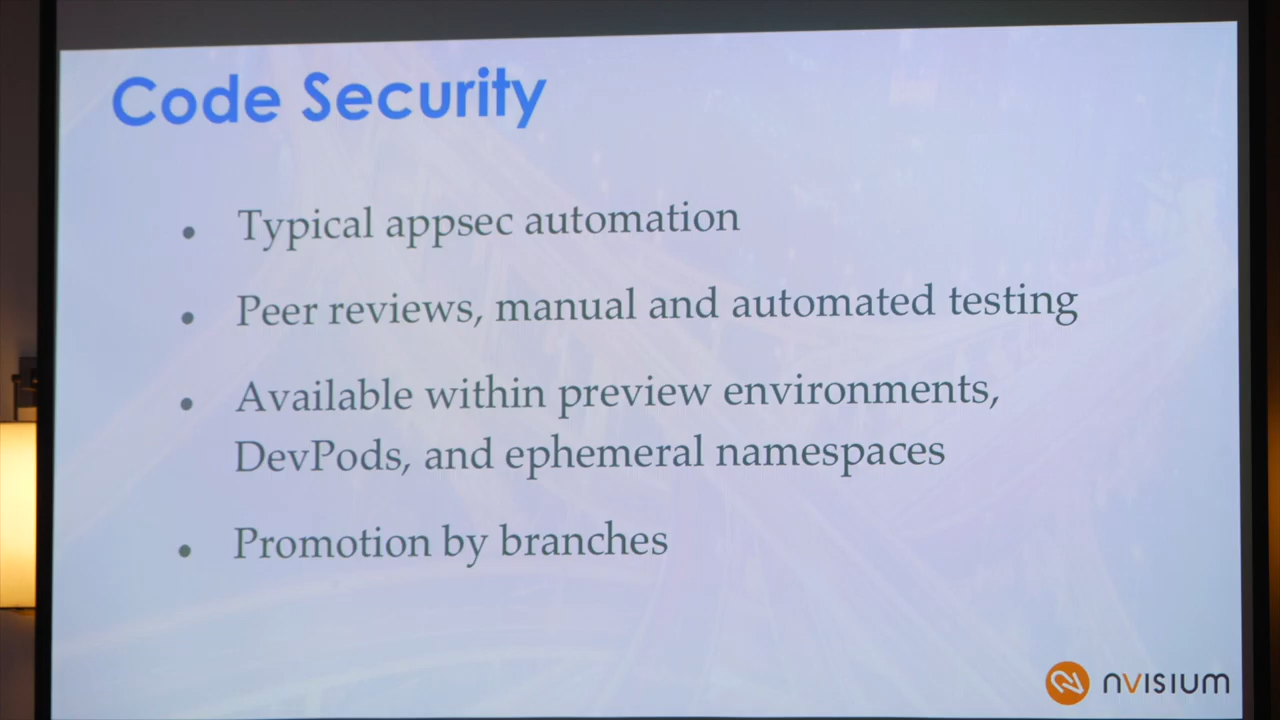 Code Security
• Typical appsec automation
• Peer reviews, manual and automated testing
• Available within preview environments,
DevPods, and ephemeral namespaces
• Promotion by branches
nVISIUM